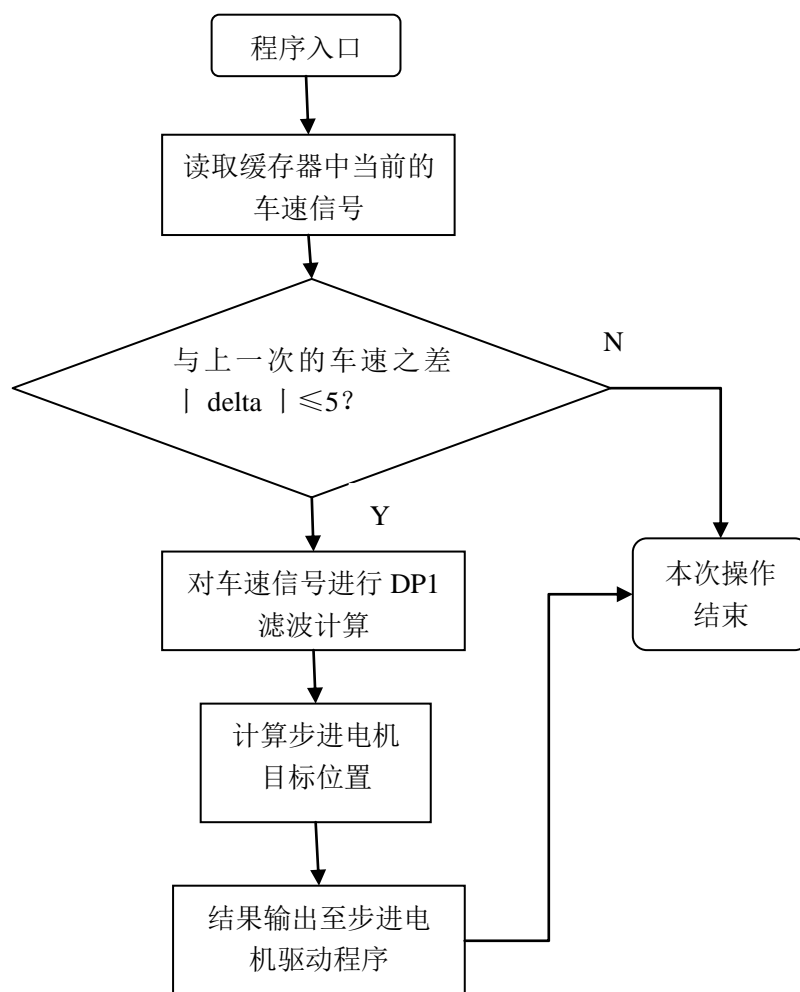 程序入口
读取缓存器中当前的
车速信号
与上一次的车速之差
｜ delta ｜≤5？
N
Y
对车速信号进行 DP1
滤波计算
本次操作
结束
计算步进电机
目标位置
结果输出至步进电
机驱动程序